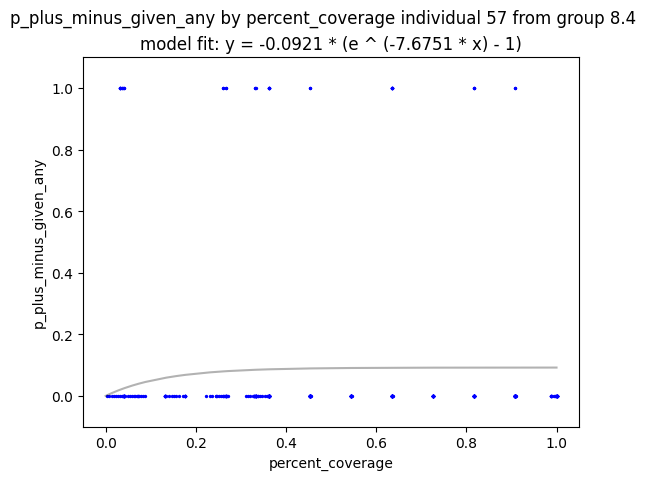 p_plus_minus_given_any by percent_coverage individual 57 from group 8.4
model fit: y = -0.0921 * (e ^ (-7.6751 * x) - 1)
1.0
0.8
0.6
0.4
0.2
0.0
p_plus_minus_given_any
0.0 0.2 0.4 0.6 0.8 1.0
percent_coverage